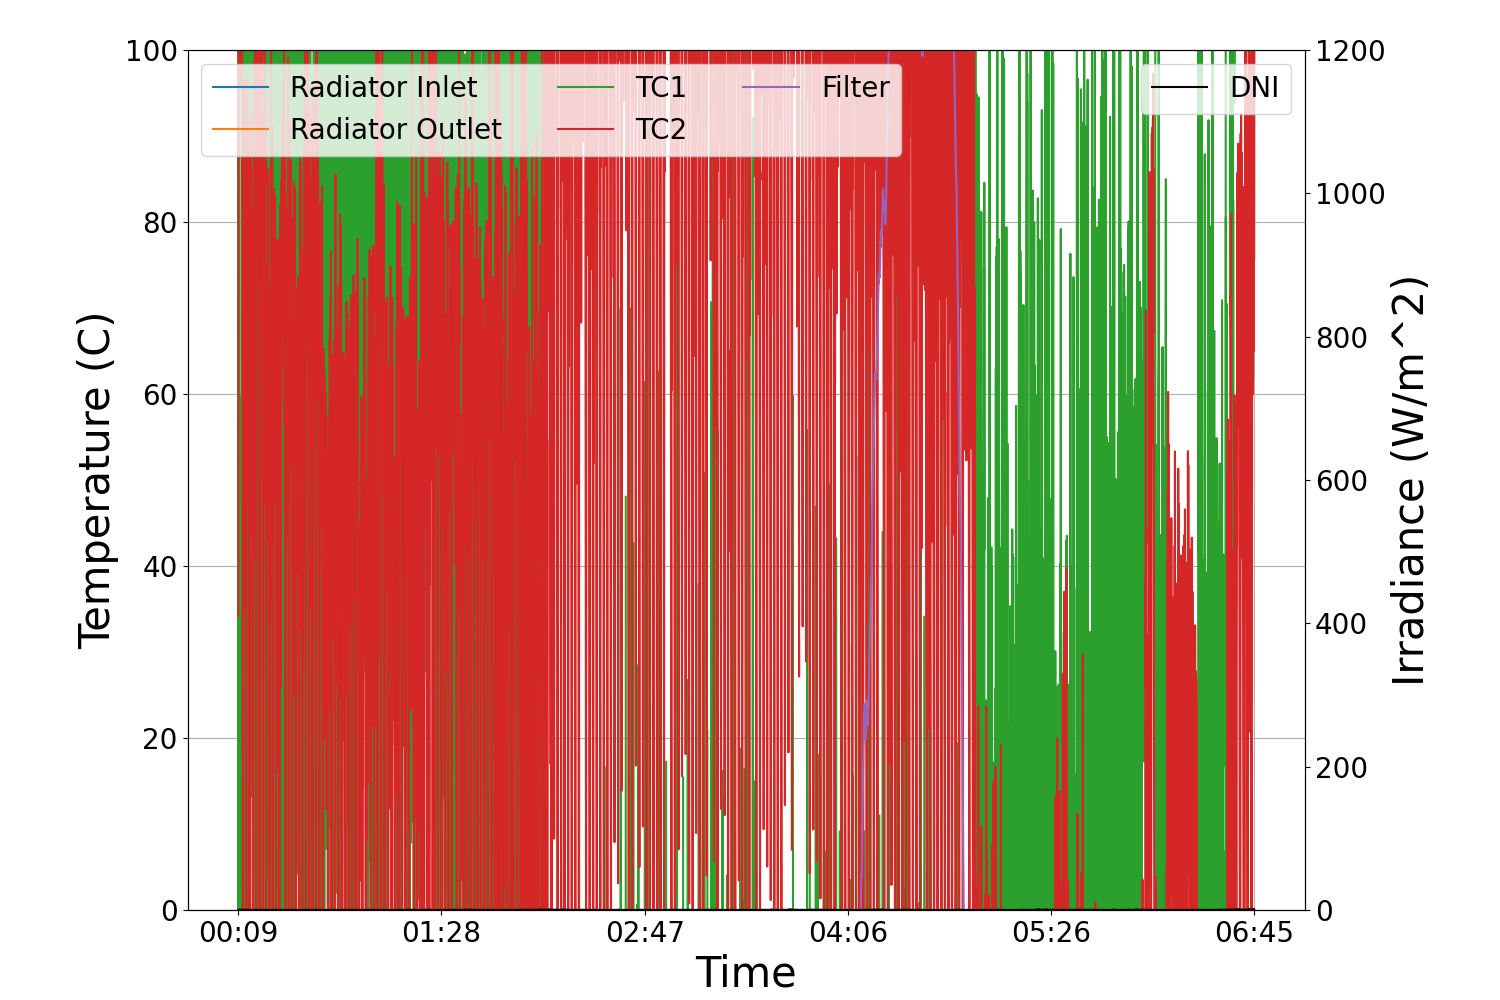 100
80
60
40
20
0
Temperature (C)
Radiator Inlet
Radiator Outlet
TC1
TC2
Filter
DNI
1200
1000
800
600
400
200
0
Irradiance (W/m^2)
00:09
01:28
02:47
04:06
05:26
06:45
Time